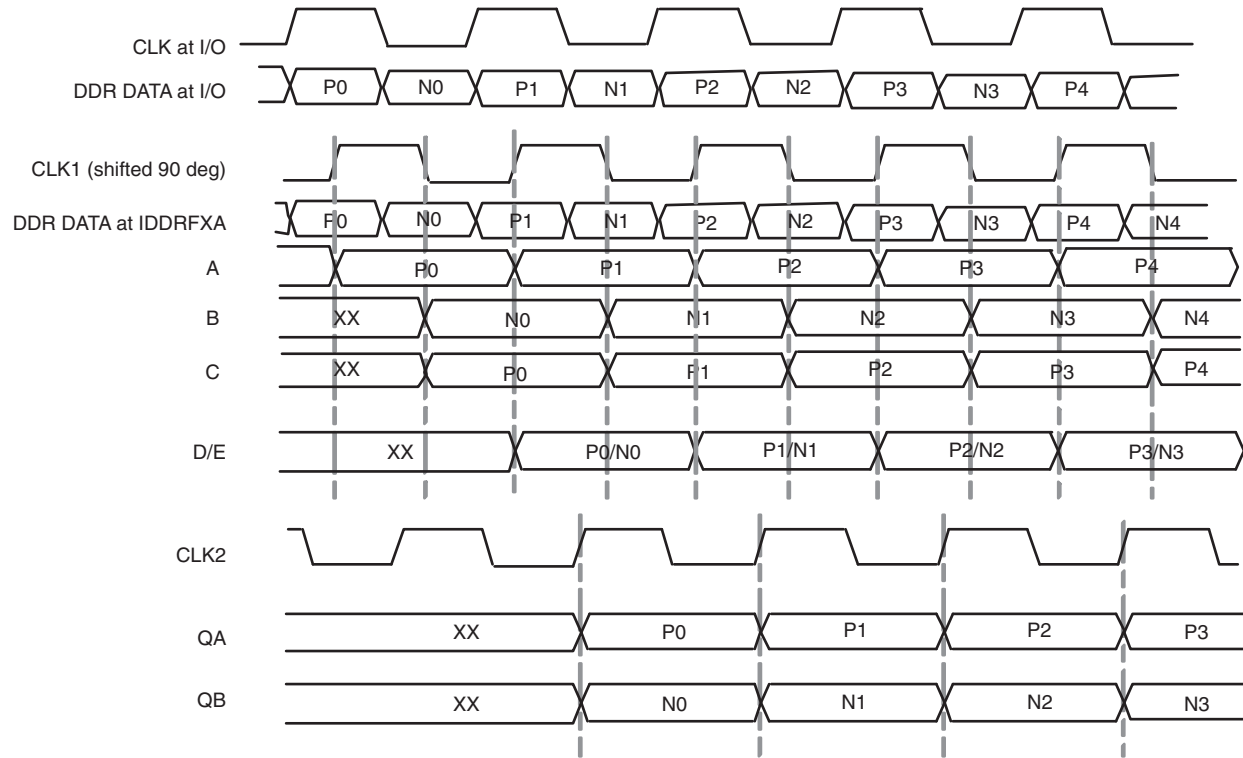 CLK at I/O
DDR DATA at I/O P0 N0 P1 N1 P2 N2 P3 N3 P4
CLK1 (shifted 90 deg)
DDR DATA at IDDRFXA P0 N0 P1 N1 P2 N2 P3 N3 P4 N4
A P0 P1 P2 P3 P4
B XX N0 N1 N2 N3 N4
C XX P0 P1 P2 P3 P4
D/E XX P0/N0 P1/N1 P2/N2 P3/N3
CLK2
QA XX P0 P1 P2 P3
QB XX N0 N1 N2 N3